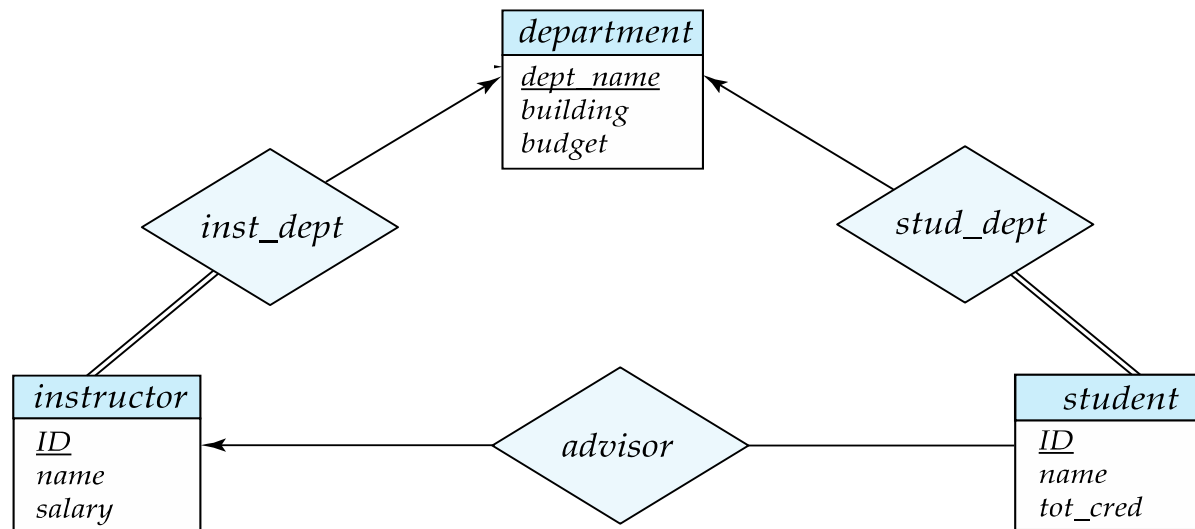 department
dept_name
building
budget
inst_dept
stud_dept
instructor
ID
name
salary
advisor
student
ID
name
tot_cred